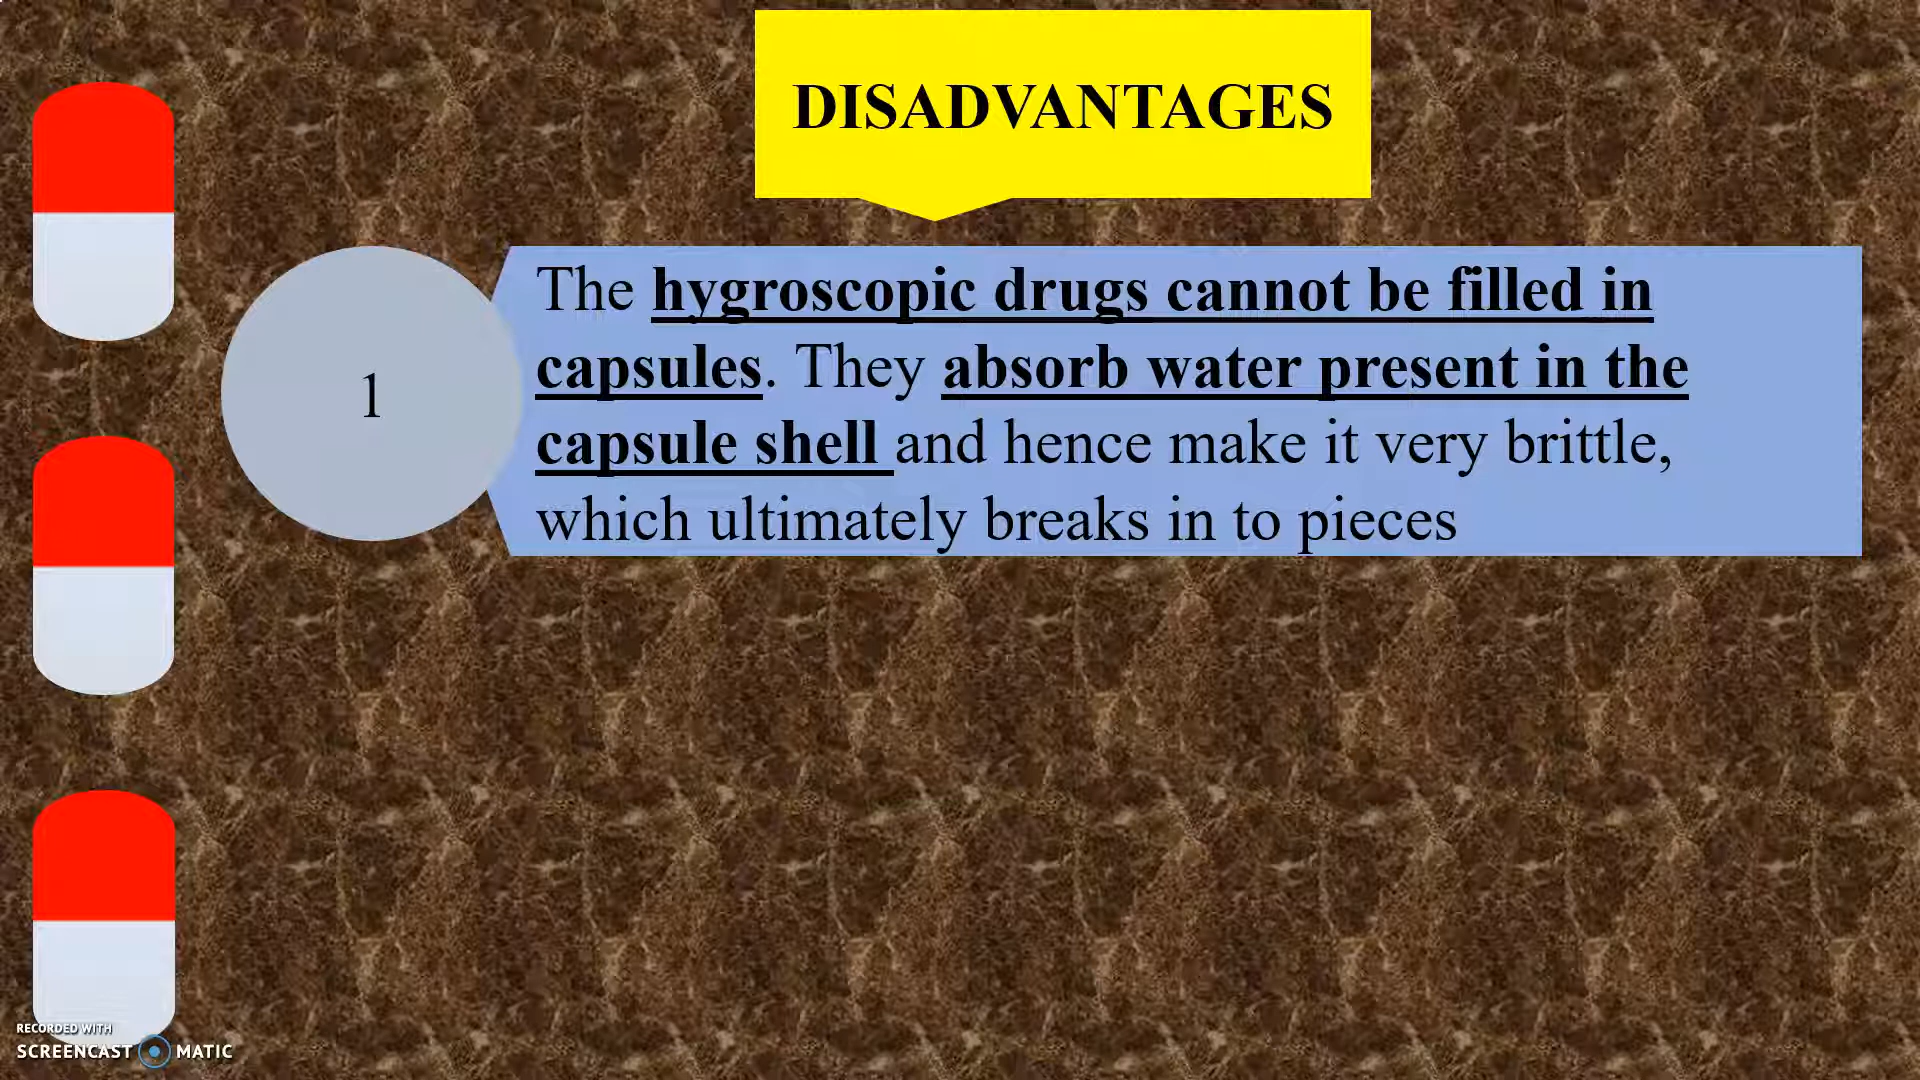 DISADVANTAGES
1
The hygroscopic drugs cannot be filled in
capsules. They absorb water present in the
capsule shell and hence make it very brittle,
which ultimately breaks in to pieces
RECORDED WITH
SCREENCAST MATIC